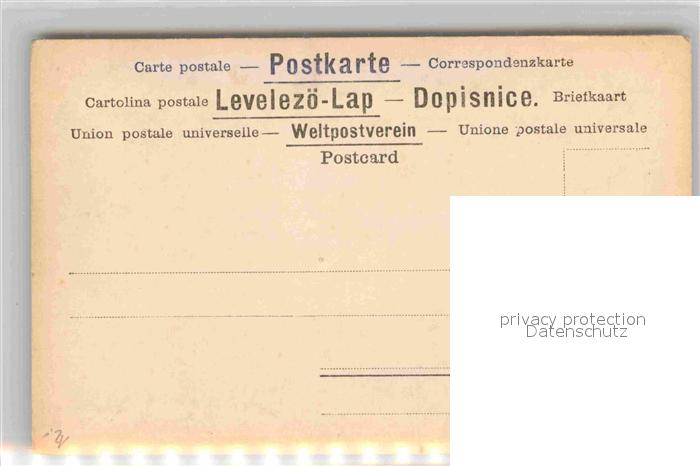 Carte postale — Postkarte — Correspondenzkarte
Cartolina postale Levelező-Lap — Dopisnice. Briefkaart
Union postale universelle — Weltpostverein — Unione postale universale
Postcard
privacy protection
Datenschutz